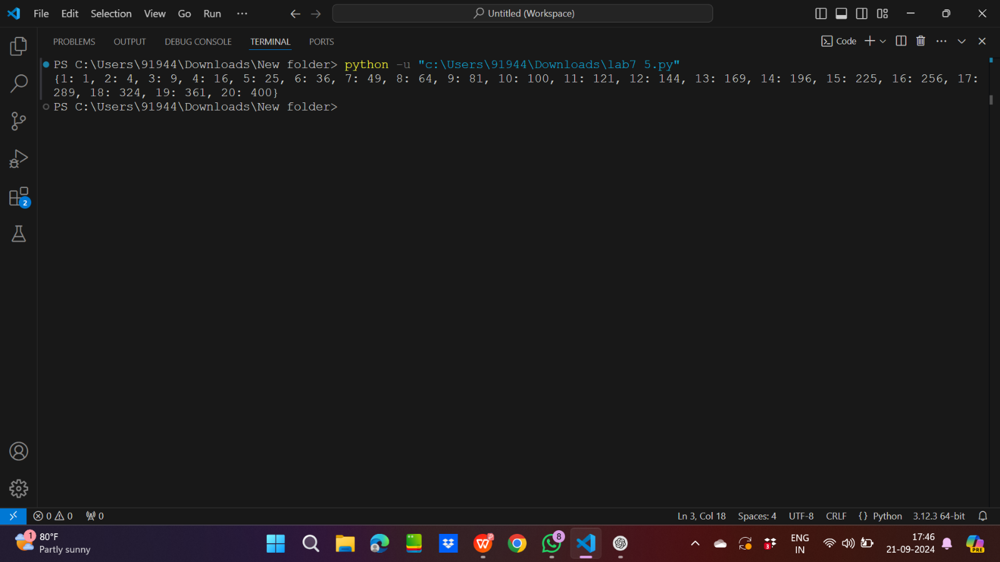 File Edit Selection View Go Run ··· Untitled (Workspace)
PROBLEMS OUTPUT DEBUG CONSOLE TERMINAL PORTS Code
PS C:\Users\91944\Downloads\New folder> python -u "c:\Users\91944\Downloads\lab7 5.py"
{1: 1, 2: 4, 3: 9, 4: 16, 5: 25, 6: 36, 7: 49, 8: 64, 9: 81, 10: 100, 11: 121, 12: 144, 13: 169, 14: 196, 15: 225, 16: 256, 17:
289, 18: 324, 19: 361, 20: 400}
PS C:\Users\91944\Downloads\New folder>
2
0 0 0 Ln 3, Col 18 Spaces: 4 UTF-8 CRLF {} Python 3.12.3 64-bit
1 80°F W P 8 3 ENG 17:46
Partly sunny IN 21-09-2024 PRE